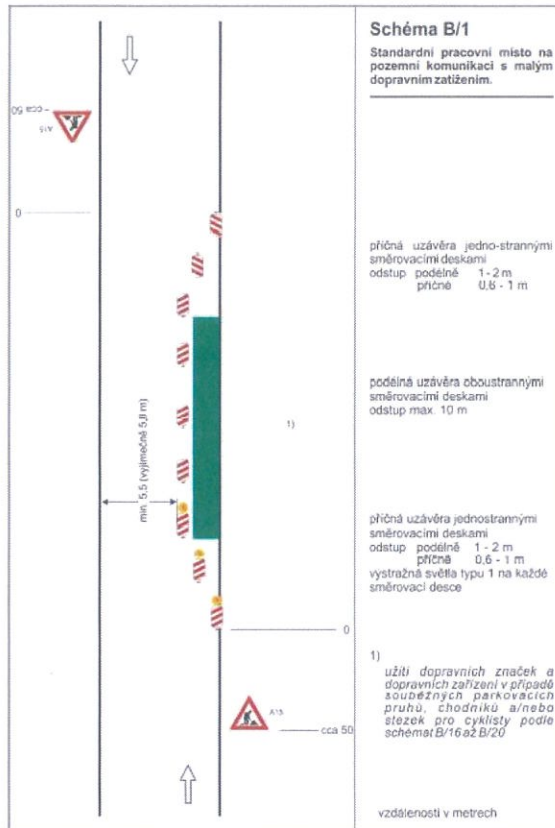 Schéma B/1
Standardní pracovní místo na
pozemní komunikaci s malým
dopravním zatížením.
cca 50
A15
0
příčná uzávěra jedno-strannými
směrovacími deskami
odstup podélně 1 - 2 m
příčně 0,6 - 1 m
podélná uzávěra oboustrannými
směrovacími deskami
odstup max. 10 m
1)
min. 5,5 (vyjímečně 5,0 m)
příčná uzávěra jednostrannými
směrovacími deskami
odstup podélně 1 - 2 m
příčně 0,6 - 1 m
výstražná světla typu 1 na každé
směrovací desce
0
A15
cca 50
1)
užití dopravních značek a
dopravních zařízení v případě
souběžných parkovacích
pruhů, chodníků a/nebo
stezek pro cyklisty podle
schémat B/16 až B/20
vzdálenosti v metrech